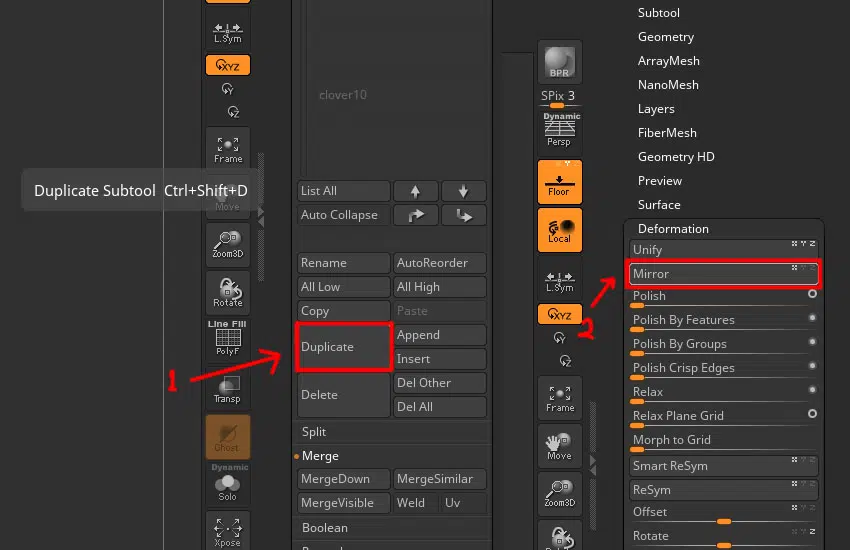 L.Sym
XYZ
Y
Z
Frame
Duplicate Subtool Ctrl+Shift+D
Move
Zoom3D
Rotate
Line Fill
PolyF
Transp
Ghost
Dynamic
Solo
Xpose
1
clover10
List All
Auto Collapse
Rename AutoReorder
All Low All High
Copy Paste
Duplicate Append
Insert
Delete Del Other
Del All
Split
Merge
MergeDown MergeSimilar
MergeVisible Weld Uv
Boolean
BPR
SPix 3
Dynamic
Persp
Floor
Local
L.Sym
XYZ
Y
Z
Frame
Move
Zoom3D
Rotate
2
Subtool
Geometry
ArrayMesh
NanoMesh
Layers
FiberMesh
Geometry HD
Preview
Surface
Deformation
Unify X Y Z
Mirror X Y Z
Polish
Polish By Features
Polish By Groups
Polish Crisp Edges
Relax
Relax Plane Grid
Morph to Grid
Smart ReSym X Y Z
ReSym X Y Z
Offset X Y Z
Rotate X Y Z